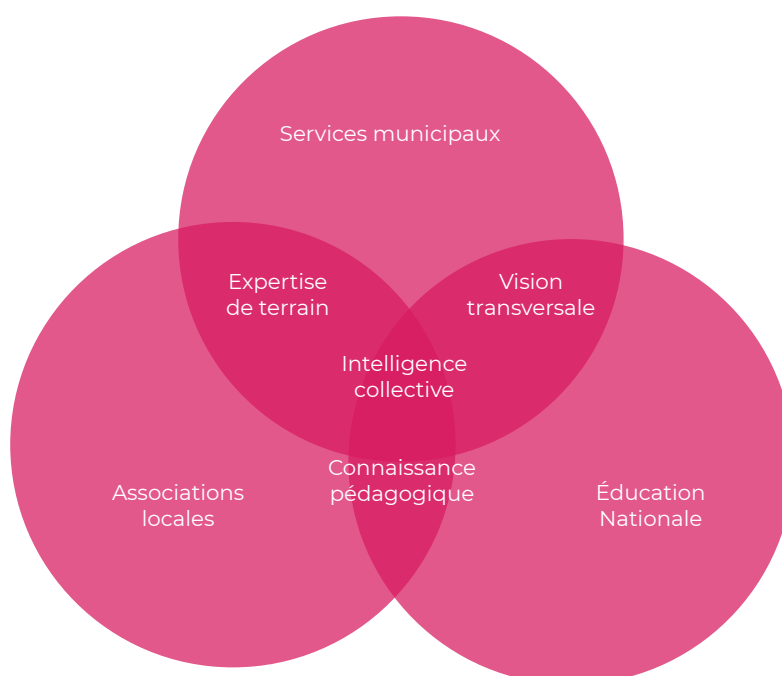 Services municipaux
Expertise
de terrain
Vision
transversale
Intelligence
collective
Connaissance
pédagogique
Associations
locales
Éducation
Nationale